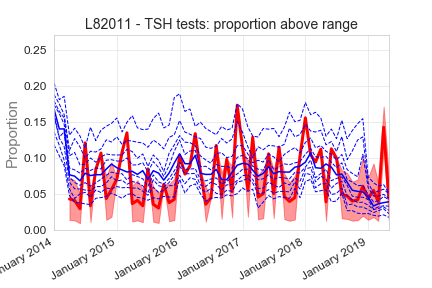 L82011 - TSH tests: proportion above range
Proportion
0.25
0.20
0.15
0.10
0.05
0.00
2014
January 2015
January 2016
January 2017
January 2018
January 2019